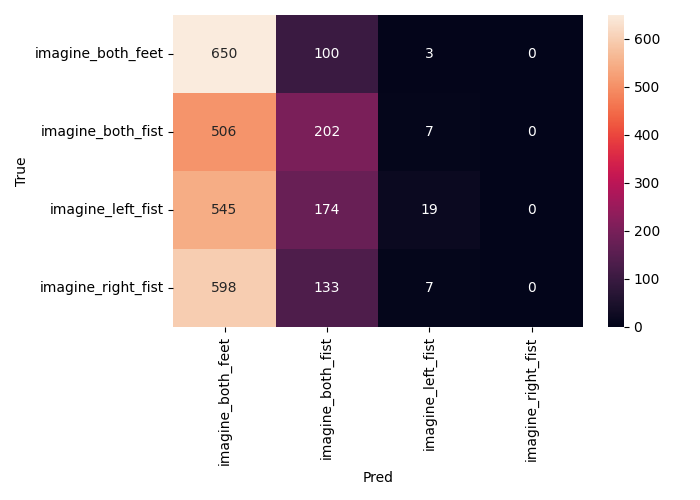 imagine_both_feet 650 100 3 0
imagine_both_fist 506 202 7 0
imagine_left_fist 545 174 19 0
imagine_right_fist 598 133 7 0
True
imagine_both_feet
imagine_both_fist
imagine_left_fist
imagine_right_fist
Pred
600
500
400
300
200
100
0